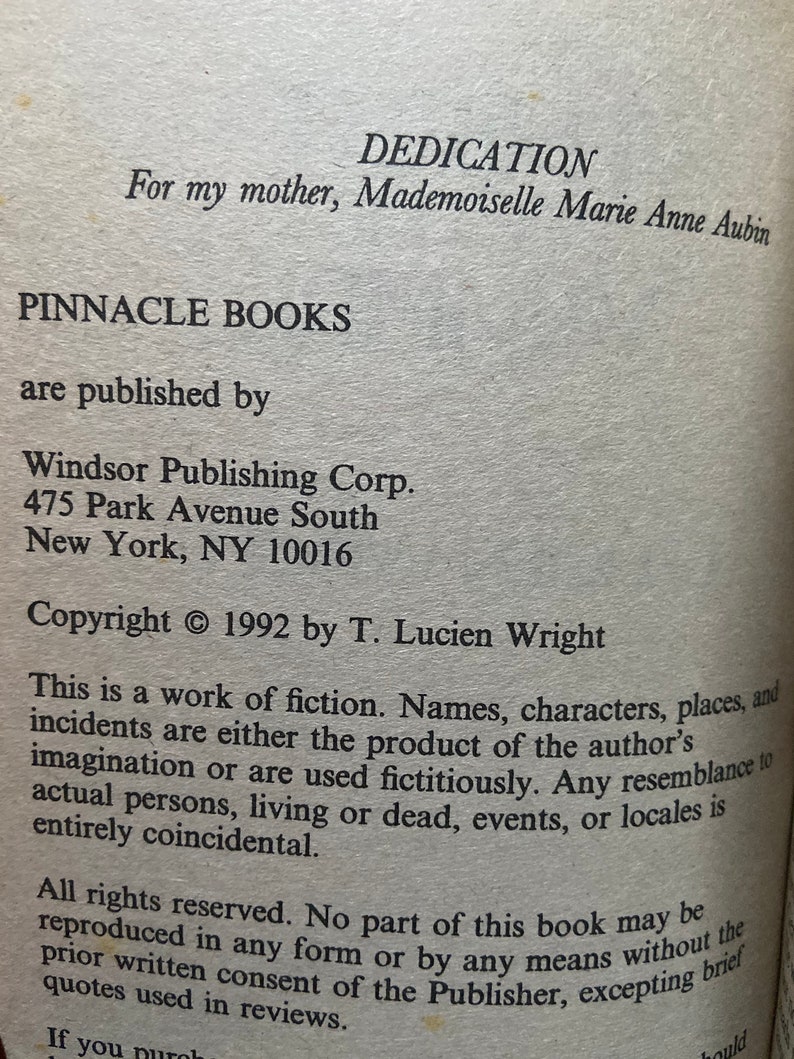 DEDICATION
For my mother, Mademoiselle Marie Anne Aubin
PINNACLE BOOKS
are published by
Windsor Publishing Corp.
475 Park Avenue South
New York, NY 10016
Copyright © 1992 by T. Lucien Wright
This is a work of fiction. Names, characters, places, and
incidents are either the product of the author's
imagination or are used fictitiously. Any resemblance to
actual persons, living or dead, events, or locales is
entirely coincidental.
All rights reserved. No part of this book may be
reproduced in any form or by any means without the
prior written consent of the Publisher, excepting brief
quotes used in reviews.
If you should